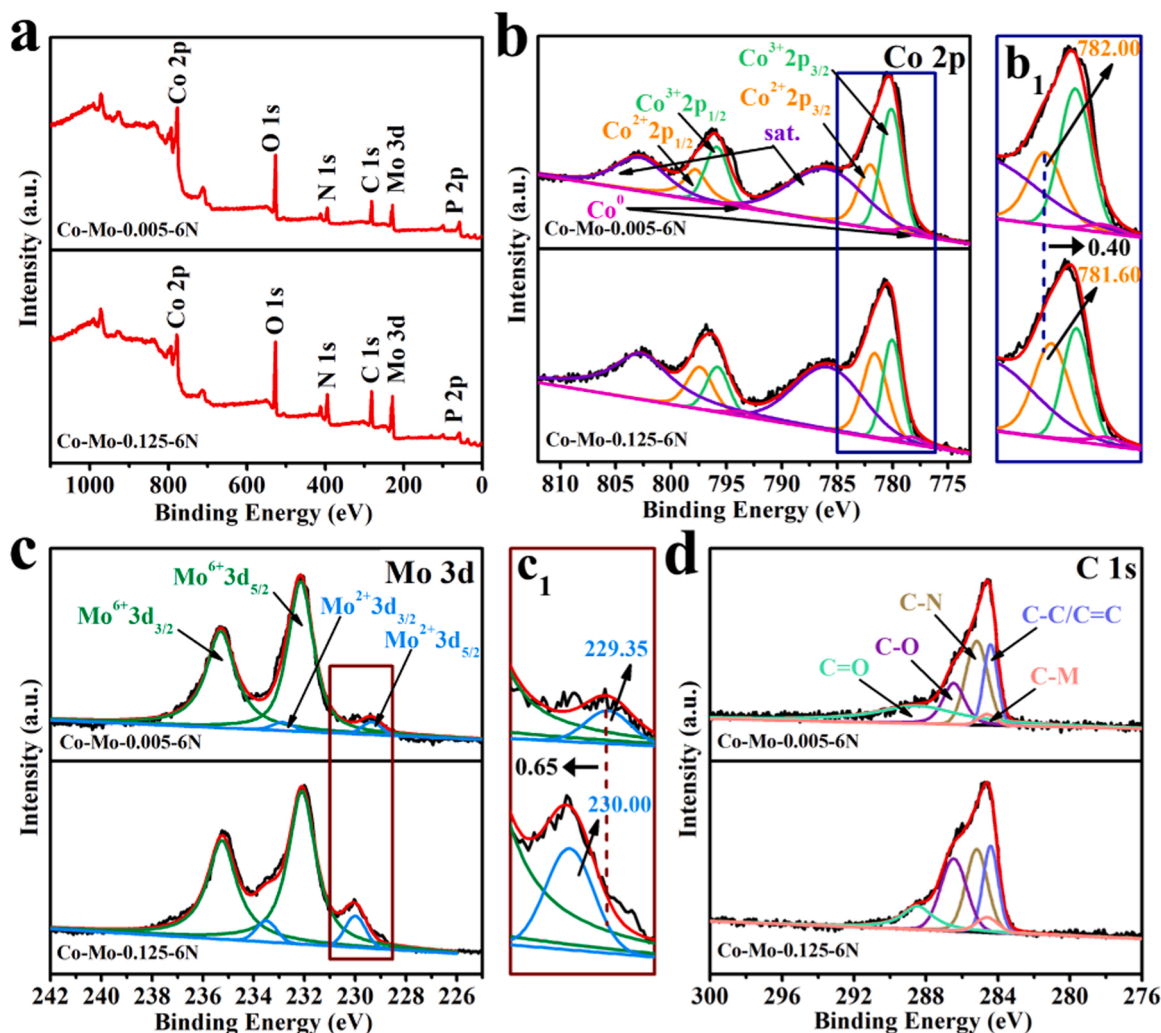 a
Intensity (a.u.)
Co 2p
O 1s
N 1s
C 1s
Mo 3d
P 2p
Co-Mo-0.005-6N
Co 2p
O 1s
N 1s
C 1s
Mo 3d
P 2p
Co-Mo-0.125-6N
1000 800 600 400 200 0
Binding Energy (eV)
b
Co 2p
Intensity (a.u.)
Co³⁺2p₃/₂
Co³⁺2p₁/₂
Co²⁺2p₃/₂
Co²⁺2p₁/₂
sat.
Co⁰
Co-Mo-0.005-6N
Co-Mo-0.125-6N
810 805 800 795 790 785 780 775
Binding Energy (eV)
b₁
782.00
0.40
781.60
c
Mo 3d
Intensity (a.u.)
Mo⁶⁺3d₅/₂
Mo⁶⁺3d₃/₂
Mo²⁺3d₃/₂
Mo²⁺3d₅/₂
Co-Mo-0.005-6N
Co-Mo-0.125-6N
242 240 238 236 234 232 230 228 226
Binding Energy (eV)
c₁
229.35
0.65
230.00
d
C 1s
Intensity (a.u.)
C-N
C-C/C=C
C-O
C=O
C-M
Co-Mo-0.005-6N
Co-Mo-0.125-6N
300 296 292 288 284 280 276
Binding Energy (eV)